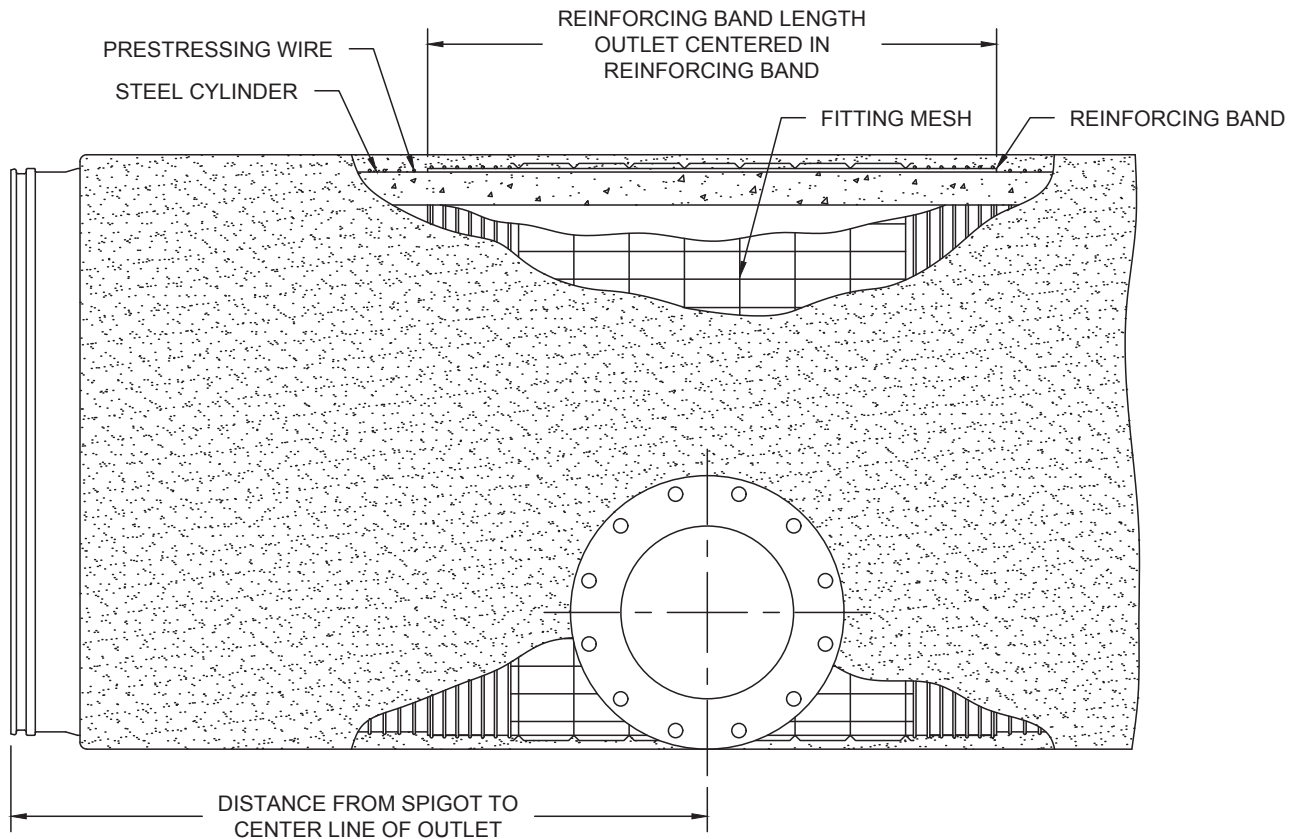 REINFORCING BAND LENGTH
OUTLET CENTERED IN
REINFORCING BAND
PRESTRESSING WIRE
STEEL CYLINDER
FITTING MESH
REINFORCING BAND
DISTANCE FROM SPIGOT TO
CENTER LINE OF OUTLET